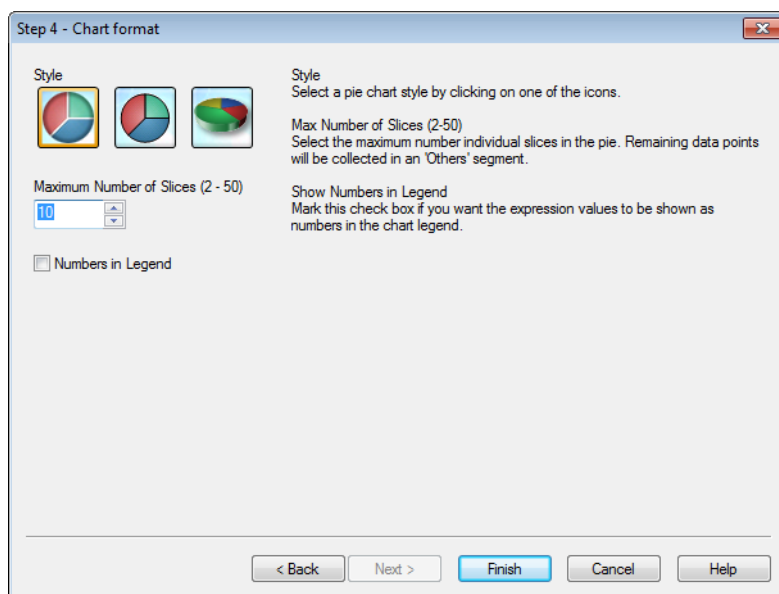 Step 4 - Chart format
Style
Maximum Number of Slices (2 - 50)
10
Numbers in Legend
Style
Select a pie chart style by clicking on one of the icons.
Max Number of Slices (2-50)
Select the maximum number individual slices in the pie. Remaining data points
will be collected in an 'Others' segment.
Show Numbers in Legend
Mark this check box if you want the expression values to be shown as
numbers in the chart legend.
< Back
Next >
Finish
Cancel
Help